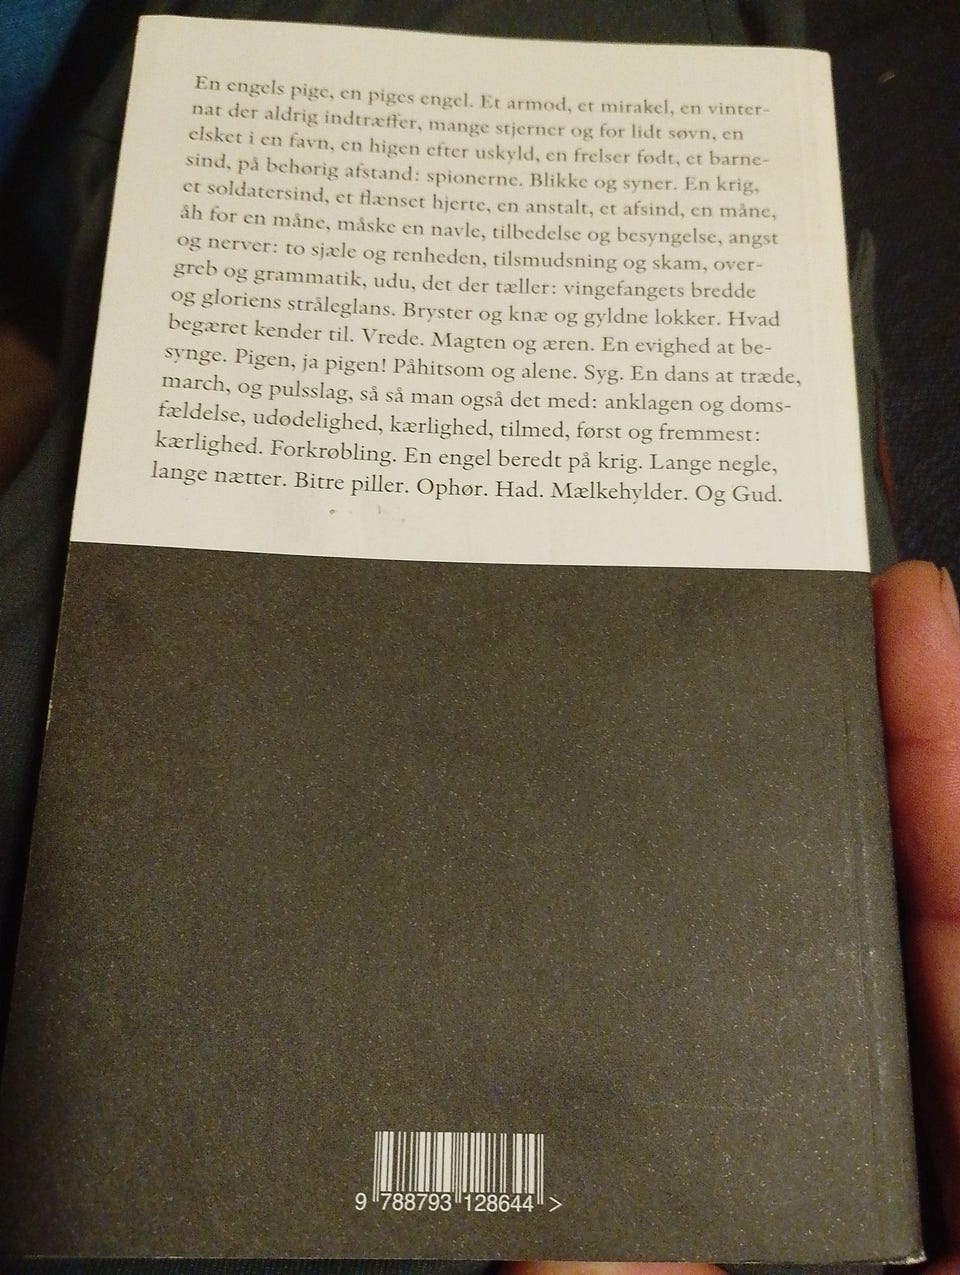 En engels pige, en piges engel. Et armod, et mirakel, en vinter-
nat der aldrig indtræffer, mange stjerner og for lidt søvn, en
elsket i en favn, en higen efter uskyld, en frelser født, et barne-
sind, på behørig afstand: spionerne. Blikke og syner. En krig,
et soldatersind, et flænset hjerte, en anstalt, et afsind, en måne,
åh for en måne, måske en navle, tilbedelse og besyngelse, angst
og nerver: to sjæle og renheden, tilsmudsning og skam, over-
greb og grammatik, udu, det der tæller: vingefangets bredde
og gloriens stråleglans. Bryster og knæ og gyldne lokker. Hvad
begæret kender til. Vrede. Magten og æren. En evighed at be-
synge. Pigen, ja pigen! Påhitsom og alene. Syg. En dans at træde,
march, og pulsslag, så så man også det med: anklagen og doms-
fældelse, udødelighed, kærlighed, tilmed, først og fremmest:
kærlighed. Forkrøbling. En engel beredt på krig. Lange negle,
lange nætter. Bitre piller. Ophør. Had. Mælkehylder. Og Gud.
9 788793 128644 >